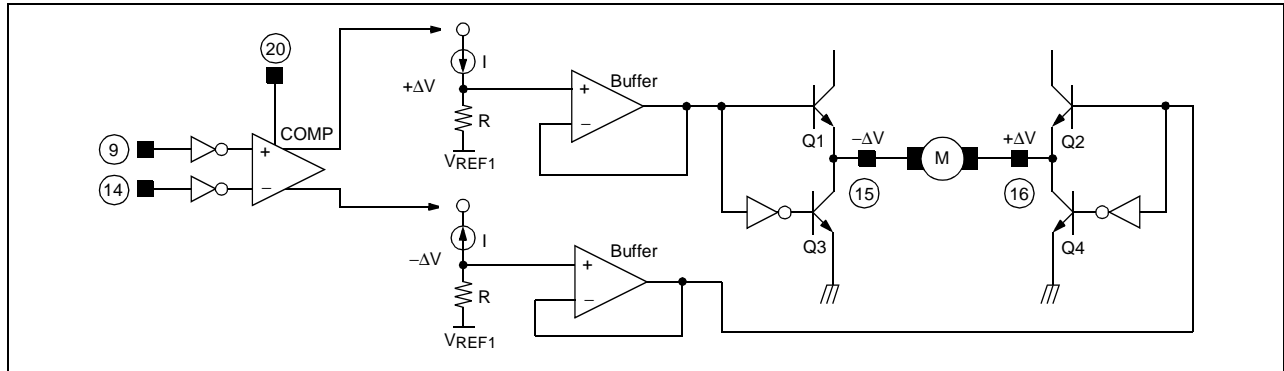 20
COMP
9
+
14
−
I
+ΔV
R
VREF1
Buffer
+
−
I
−ΔV
R
VREF1
Buffer
+
−
Q1
−ΔV
15
Q3
M
+ΔV
16
Q2
Q4